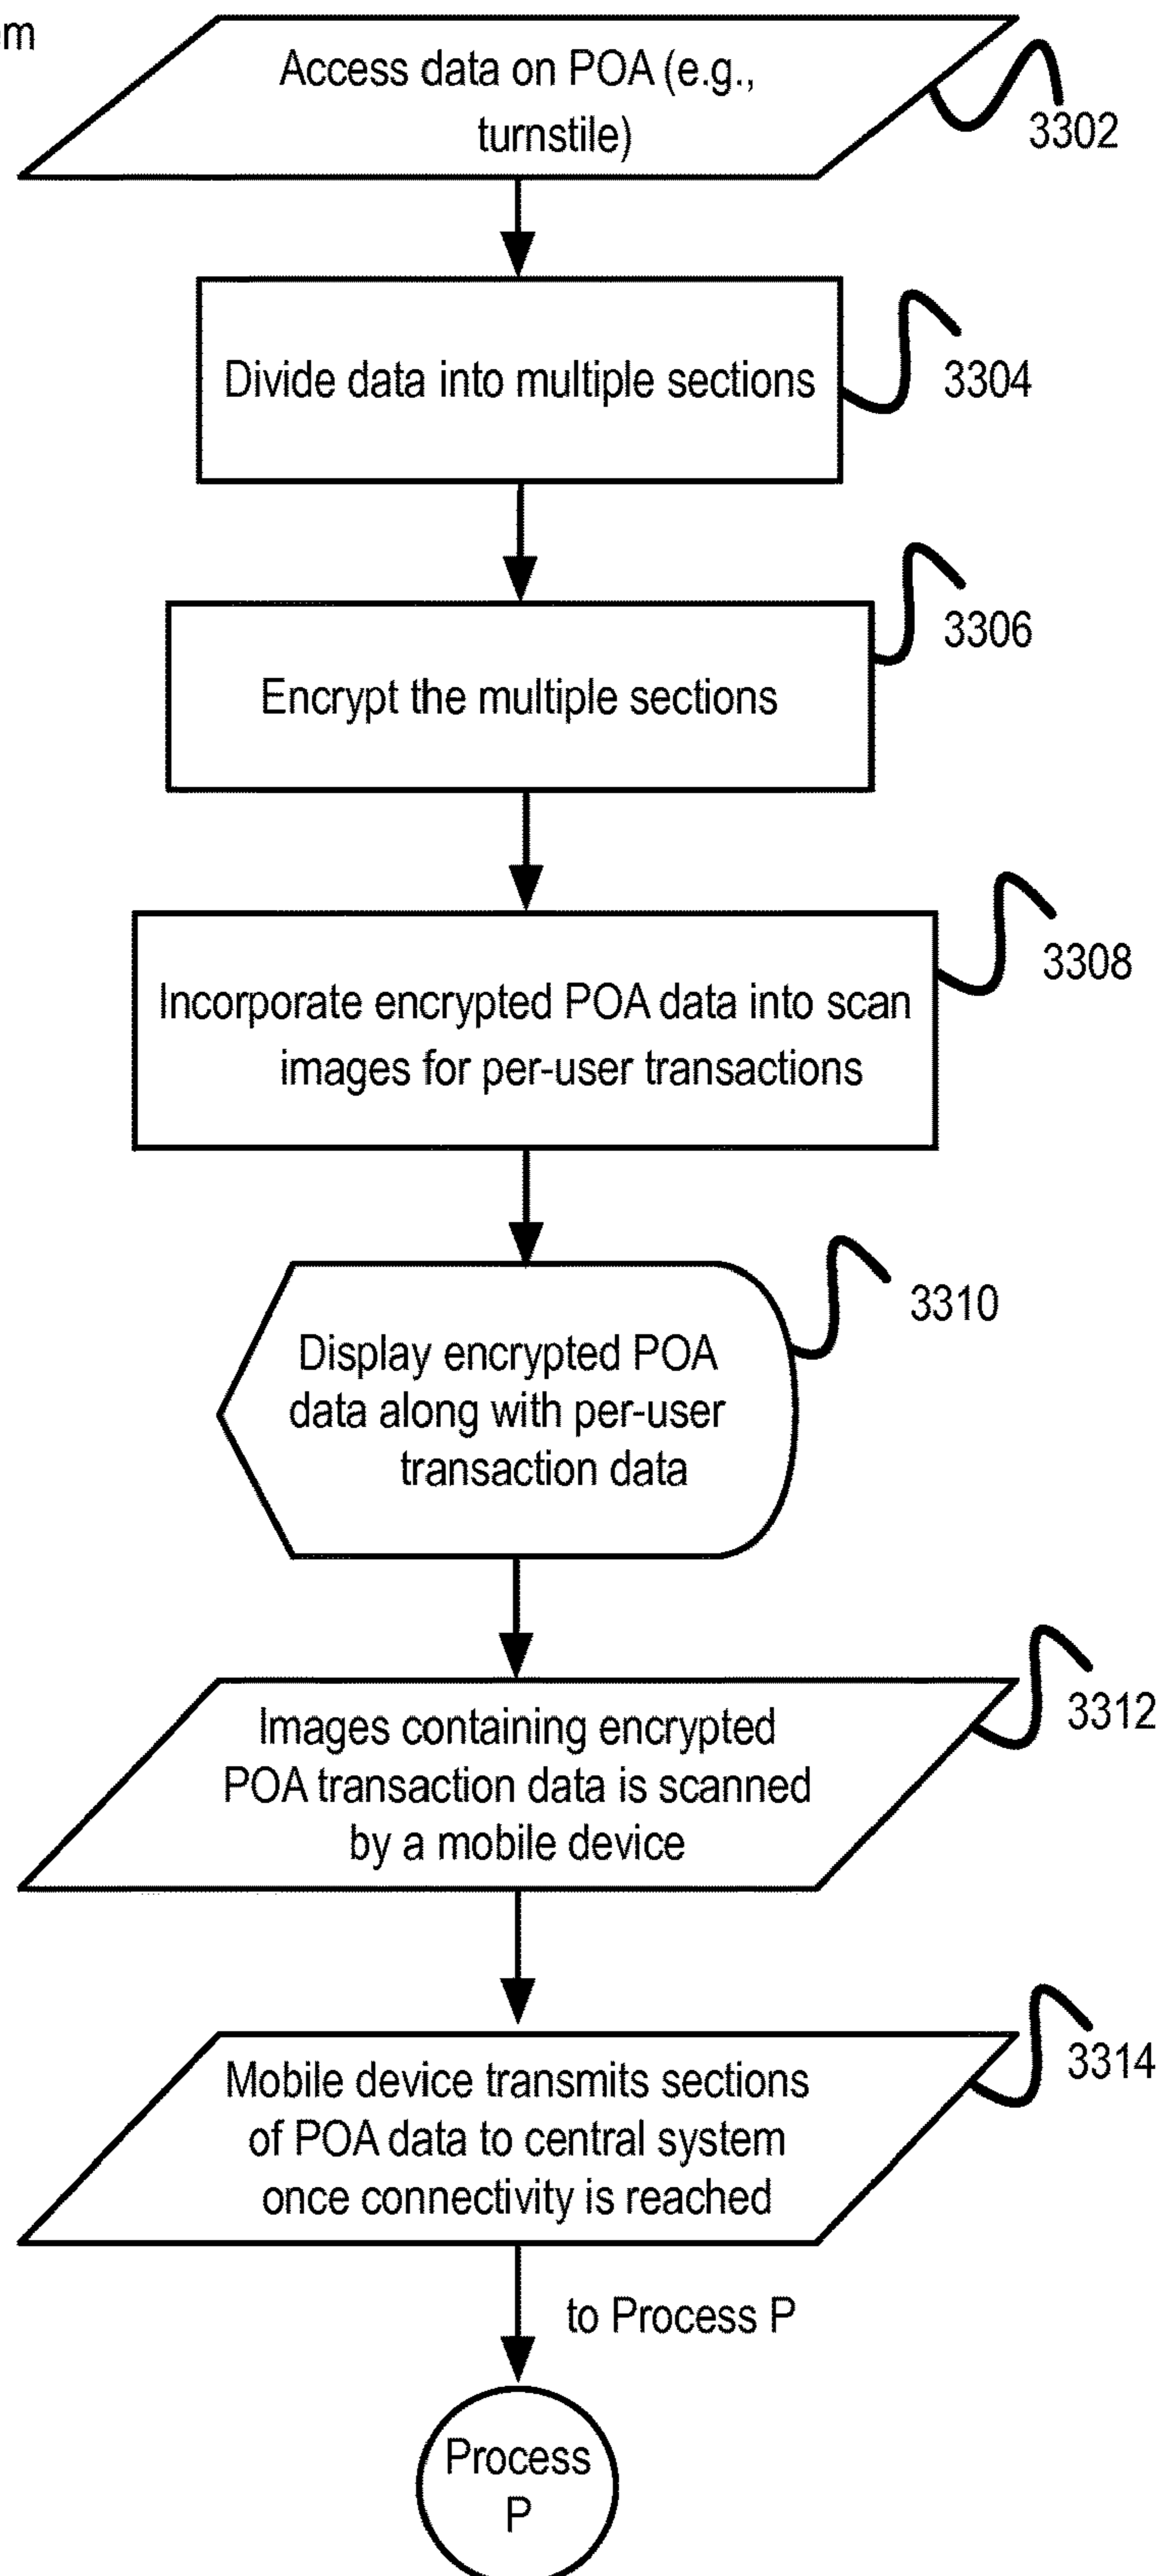 Access data on POA (e.g.,
turnstile)
3302
Divide data into multiple sections
3304
Encrypt the multiple sections
3306
Incorporate encrypted POA data into scan
images for per-user transactions
3308
Display encrypted POA
data along with per-user
transaction data
3310
Images containing encrypted
POA transaction data is scanned
by a mobile device
3312
Mobile device transmits sections
of POA data to central system
once connectivity is reached
3314
to Process P
Process
P